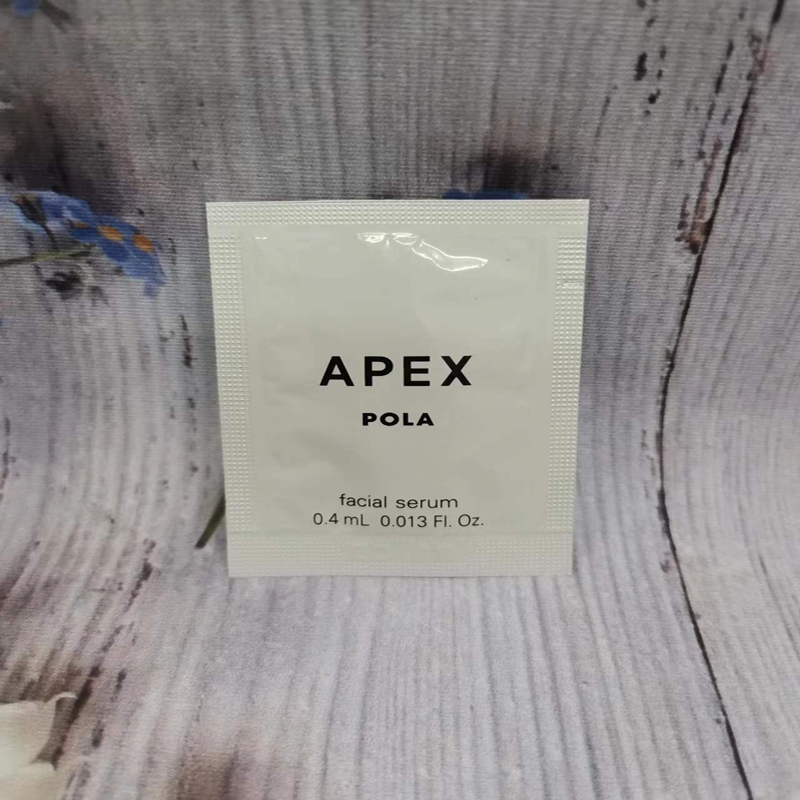 APEX
POLA
facial serum
0.4 mL 0.013 Fl. Oz.